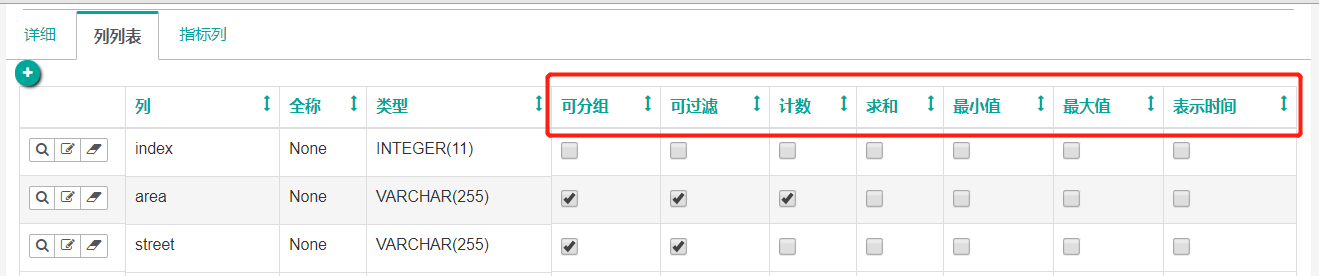 详细 列列表 指标列
列 全称 类型 可分组 可过滤 计数 求和 最小值 最大值 表示时间
index None INTEGER(11)
area None VARCHAR(255)
street None VARCHAR(255)